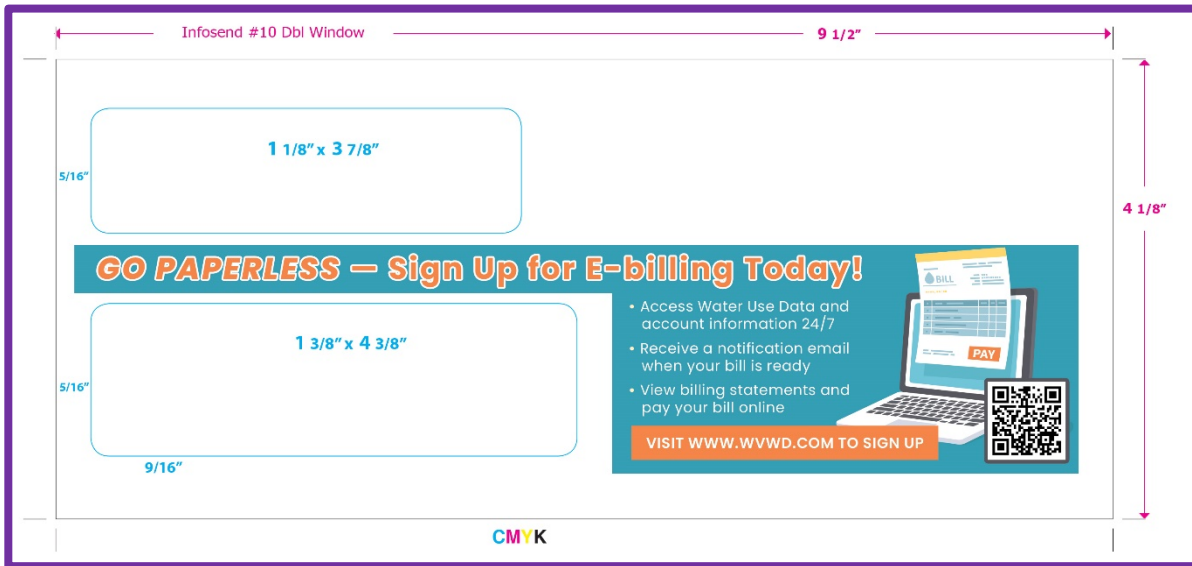 Infosend #10 Dbl Window
9 1/2”
1 1/8” x 3 7/8”
5/16”
4 1/8”
GO PAPERLESS — Sign Up for E-billing Today!
BILL
• Access Water Use Data and
account information 24/7
1 3/8” x 4 3/8”
• Receive a notification email
when your bill is ready
PAY
5/16”
• View billing statements and
pay your bill online
VISIT WWW.WVWD.COM TO SIGN UP
9/16”
CMYK